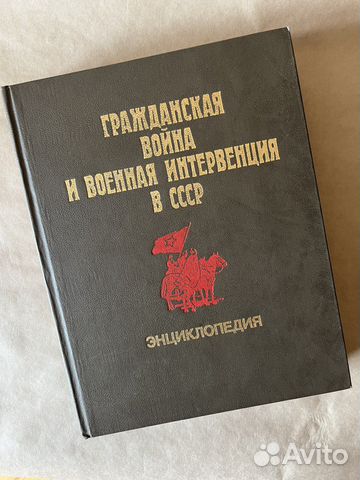 ГРАЖДАНСКАЯ
ВОЙНА
И ВОЕННАЯ ИНТЕРВЕНЦИЯ
В СССР
ЭНЦИКЛОПЕДИЯ
Avito